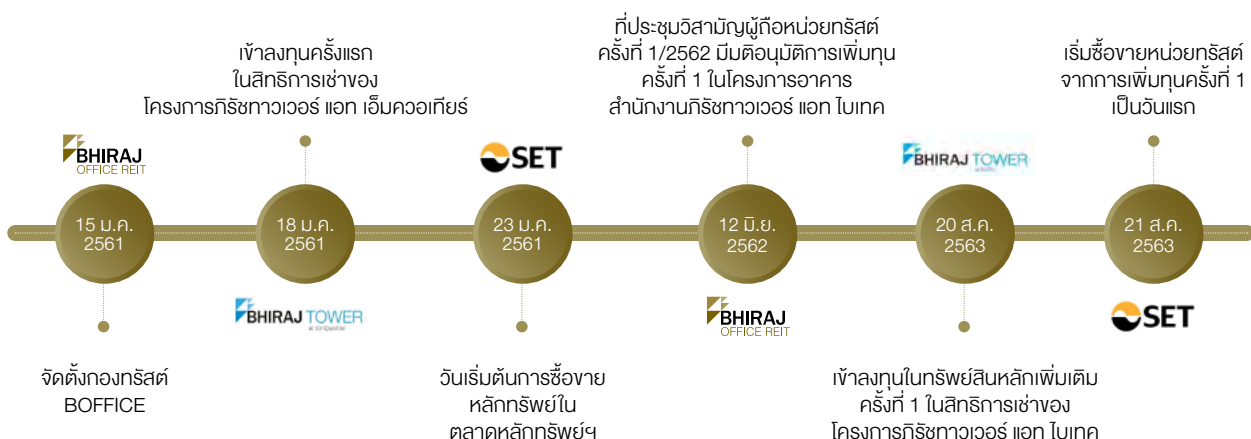 ที่ประชุมวิสามัญผู้ถือหน่วยทรัสต์
ครั้งที่ 1/2562 มีมติอนุมัติการเพิ่มทุน
ครั้งที่ 1 ในโครงการอาคาร
สำนักงานภิรัชทาวเวอร์ แอท ไบเทค
เข้าลงทุนครั้งแรก
ในสิทธิการเช่าของ
โครงการภิรัชทาวเวอร์ แอท เอ็มควอเทียร์
เริ่มซื้อขายหน่วยทรัสต์
จากการเพิ่มทุนครั้งที่ 1
เป็นวันแรก
BHIRAJ
OFFICE REIT
SET
BHIRAJ TOWER
15 ม.ค.
2561
18 ม.ค.
2561
23 ม.ค.
2561
12 มิ.ย.
2562
20 ส.ค.
2563
21 ส.ค.
2563
BHIRAJ TOWER
at EmQuartier
BHIRAJ
OFFICE REIT
SET
จัดตั้งกองทรัสต์
BOFFICE
วันเริ่มต้นการซื้อขาย
หลักทรัพย์ใน
ตลาดหลักทรัพย์ฯ
เข้าลงทุนในทรัพย์สินหลักเพิ่มเติม
ครั้งที่ 1 ในสิทธิการเช่าของ
โครงการภิรัชทาวเวอร์ แอท ไบเทค